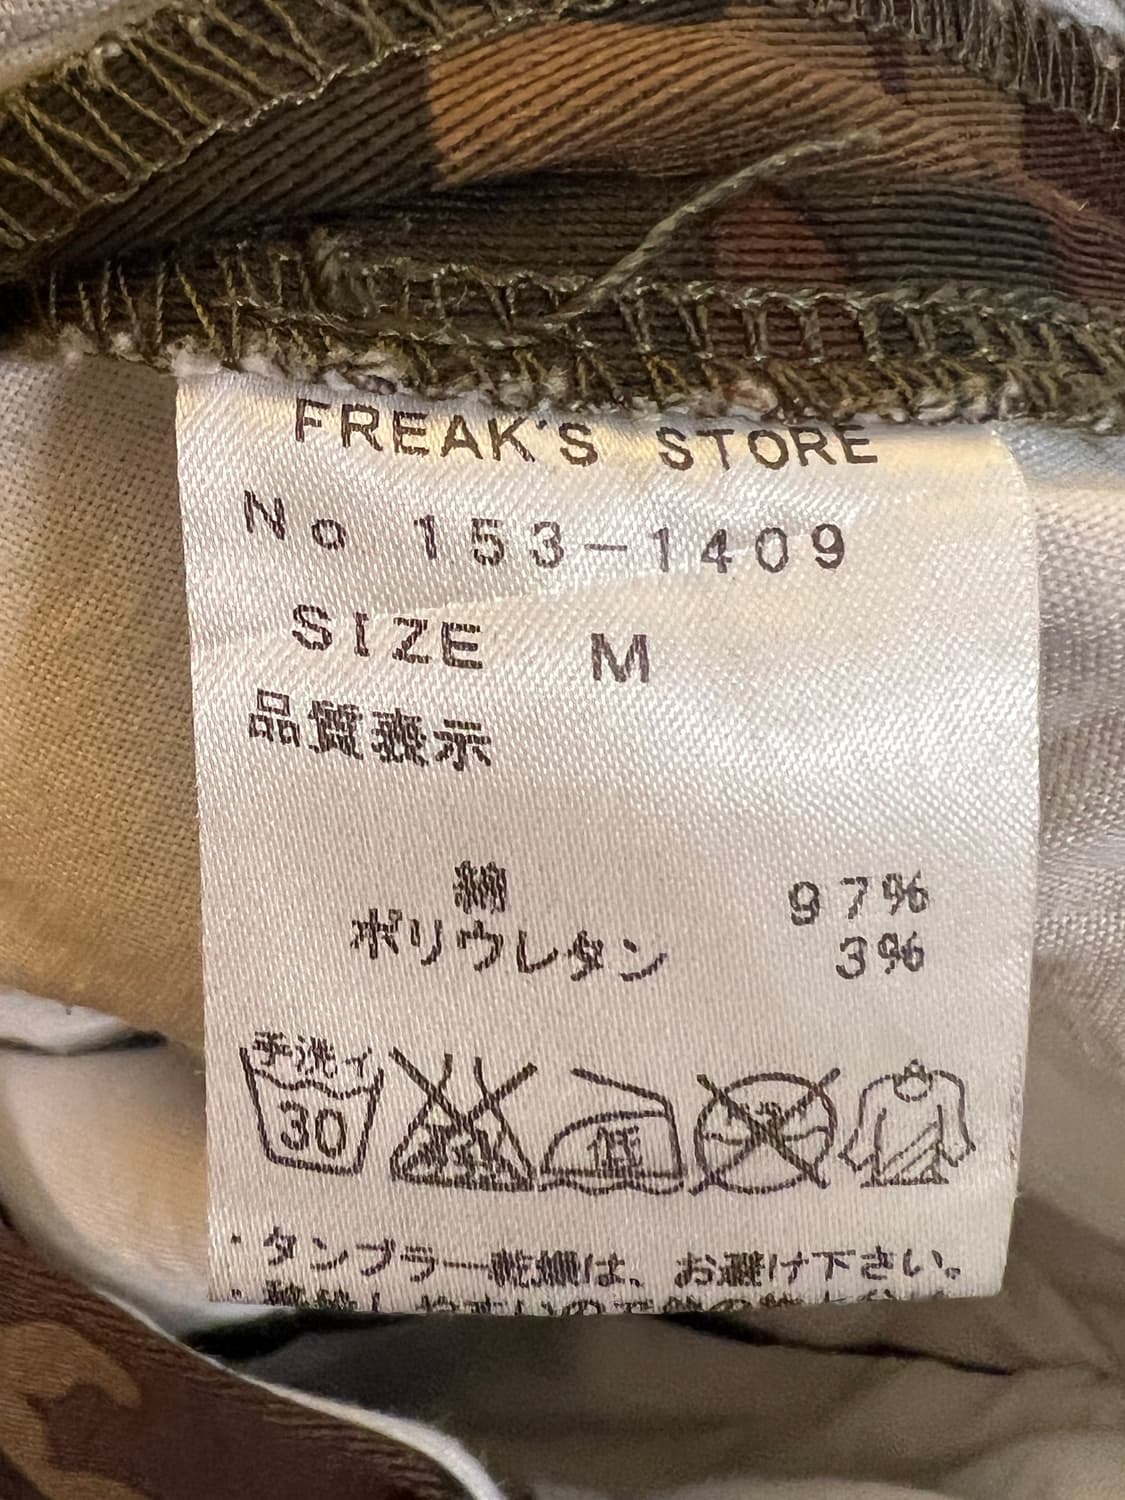 FREAK'S STORE
No 153-1409
SIZE M
品質表示
綿 97%
ポリウレタン 3%
手洗イ
30
低
・タンブラー乾燥は、お避け下さい。